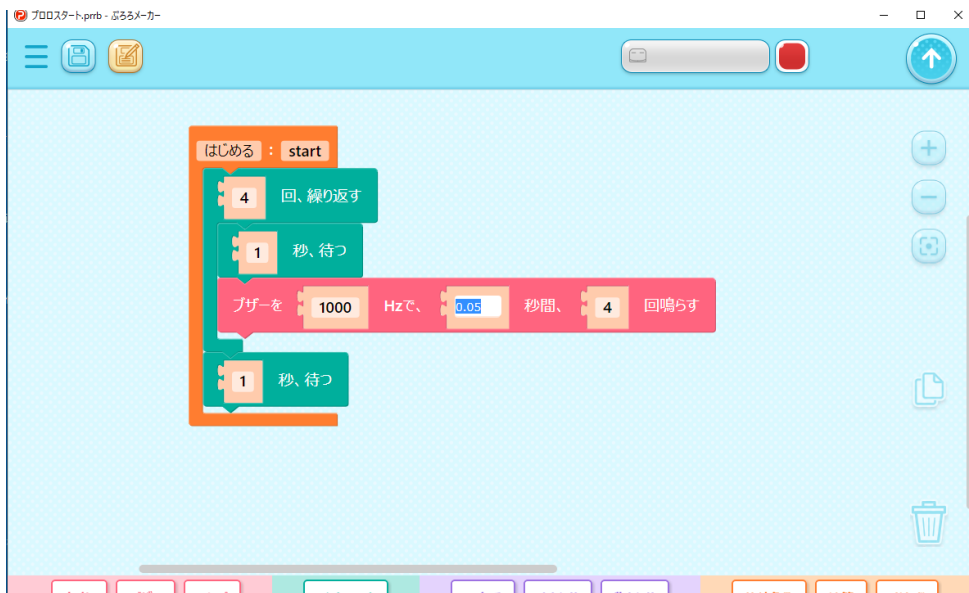 プロロスタート.prrb - ぷろろメーカー
はじめる : start
4 回、繰り返す
1 秒、待つ
ブザーを 1000 Hzで、 0.05 秒間、 4 回鳴らす
1 秒、待つ